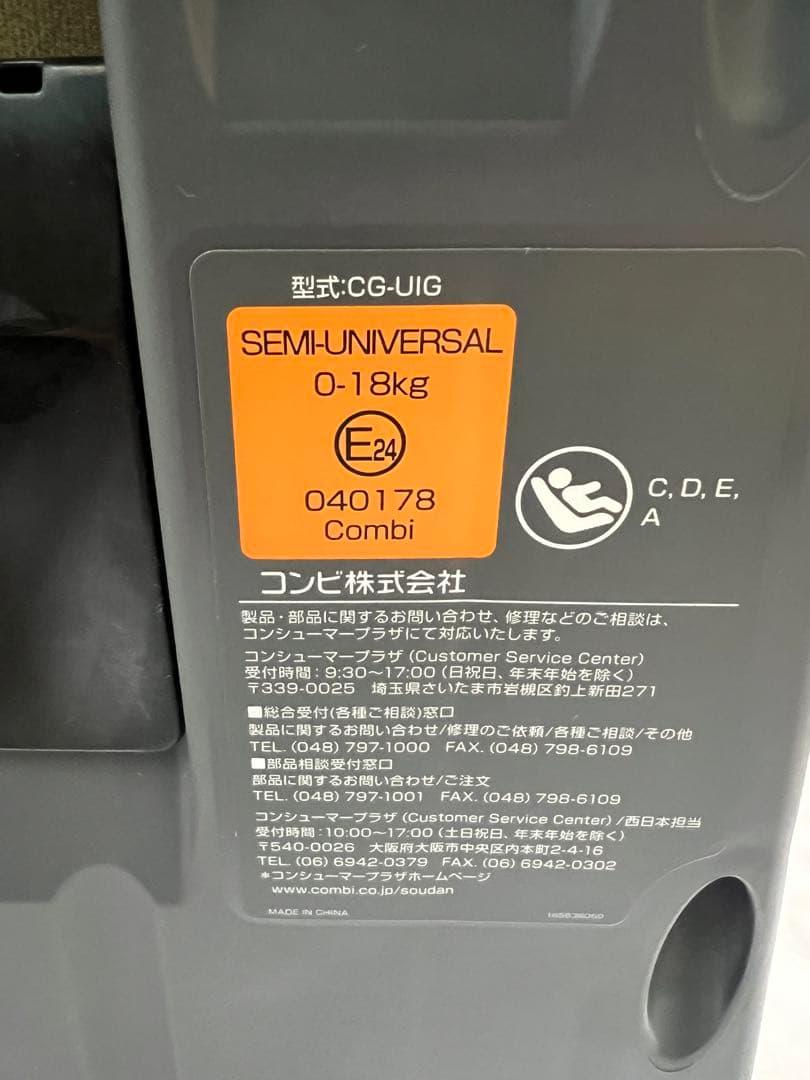 型式:CG-UIG
SEMI-UNIVERSAL
0-18kg
E24
040178
Combi
C, D, E,
A
コンビ株式会社
製品・部品に関するお問い合わせ、修理などのご相談は、
コンシューマープラザにて対応いたします。
コンシューマープラザ (Customer Service Center)
受付時間：9:30～17:00 (日祝日、年末年始を除く)
〒339-0025 埼玉県さいたま市岩槻区釣上新田271
■総合受付(各種ご相談)窓口
製品に関するお問い合わせ/修理のご依頼/各種ご相談/その他
TEL. (048) 797-1000 FAX. (048) 798-6109
■部品相談受付窓口
部品に関するお問い合わせ/ご注文
TEL. (048) 797-1001 FAX. (048) 798-6109
コンシューマープラザ (Customer Service Center) /西日本担当
受付時間：10:00～17:00 (土日祝日、年末年始を除く)
〒540-0026 大阪府大阪市中央区内本町2-4-16
TEL. (06) 6942-0379 FAX. (06) 6942-0302
＊コンシューマープラザホームページ
www.combi.co.jp/soudan
MADE IN CHINA